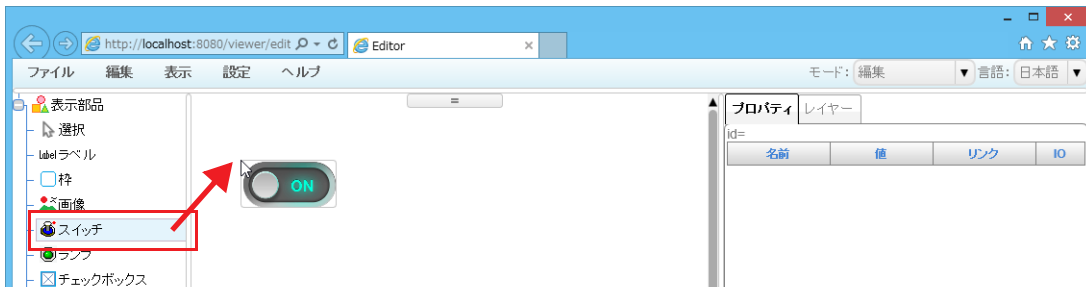 http://localhost:8080/viewer/edit
Editor
ファイル 編集 表示 設定 ヘルプ
モード: 編集 言語: 日本語
表示部品
選択
Label ラベル
枠
画像
スイッチ
ランプ
チェックボックス
=
ON
プロパティ レイヤー
id=
名前 値 リンク IO